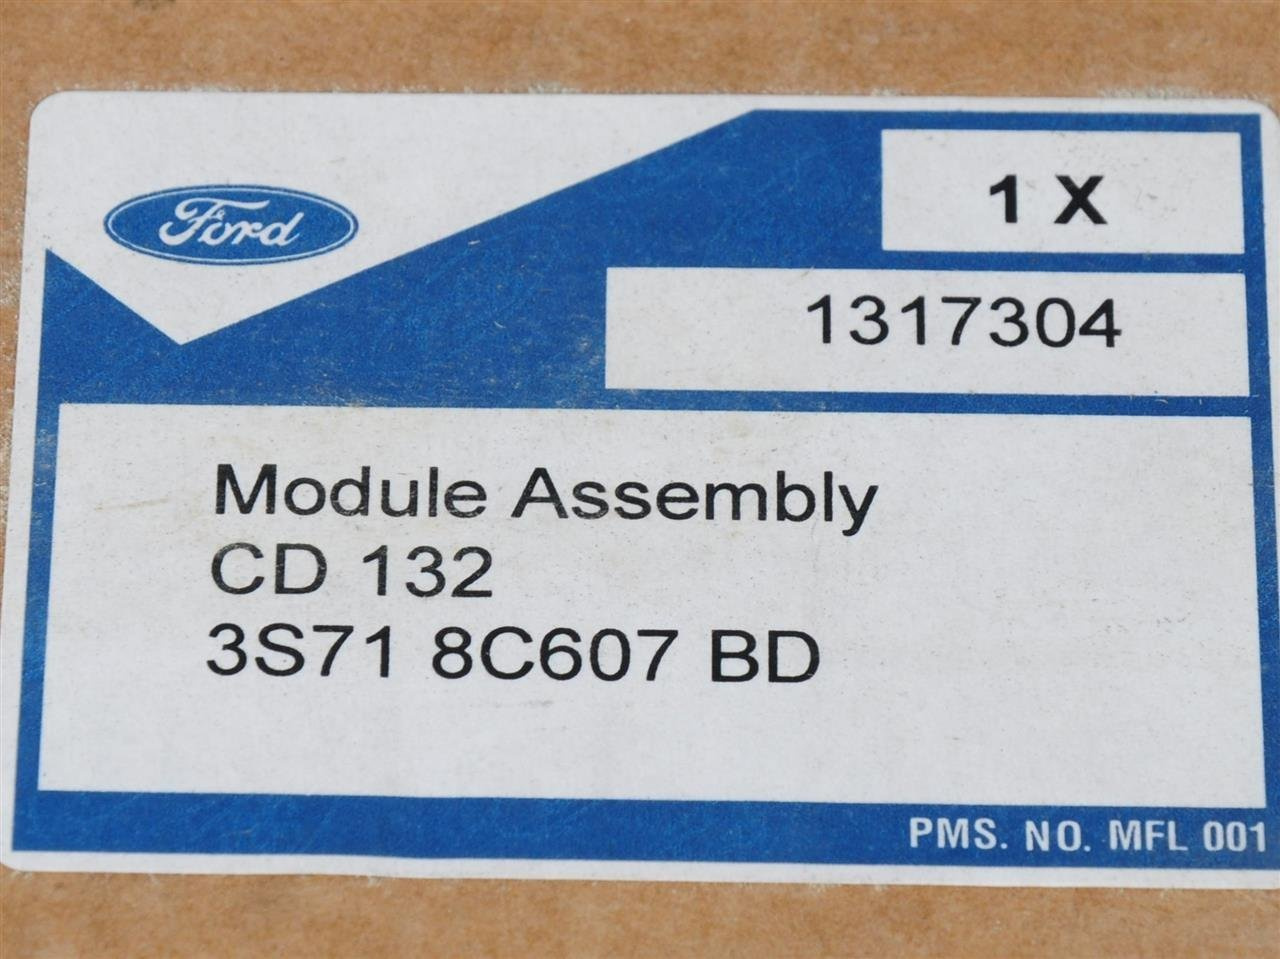 Ford
1 X
1317304
Module Assembly
CD 132
3S71 8C607 BD
PMS. NO. MFL 001